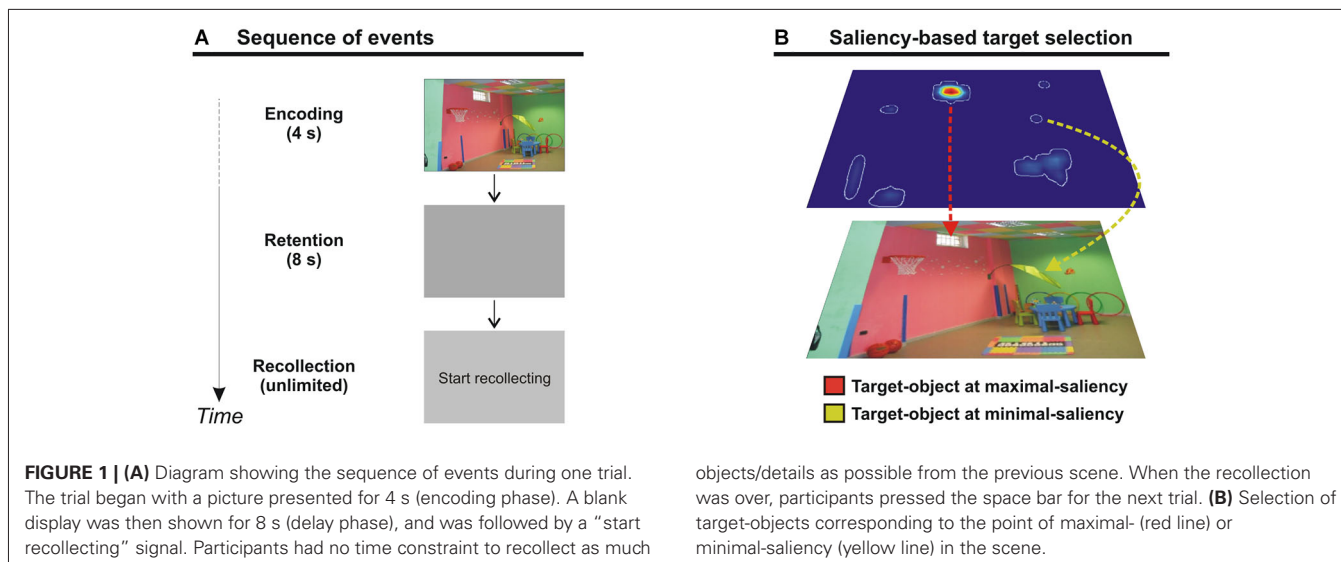 A Sequence of events
Encoding
(4 s)
Retention
(8 s)
Recollection
(unlimited)
Time
Start recollecting
B Saliency-based target selection
Target-object at maximal-saliency
Target-object at minimal-saliency
FIGURE 1 | (A) Diagram showing the sequence of events during one trial.
The trial began with a picture presented for 4 s (encoding phase). A blank
display was then shown for 8 s (delay phase), and was followed by a “start
recollecting” signal. Participants had no time constraint to recollect as much
objects/details as possible from the previous scene. When the recollection
was over, participants pressed the space bar for the next trial. (B) Selection of
target-objects corresponding to the point of maximal- (red line) or
minimal-saliency (yellow line) in the scene.